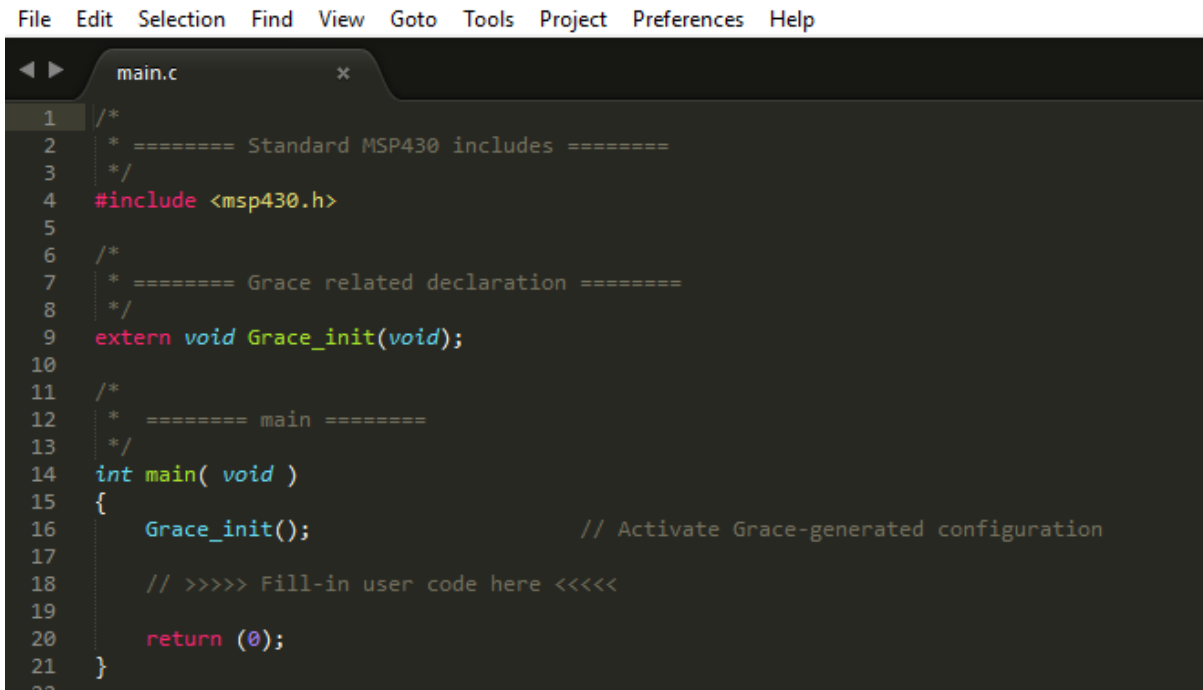 File Edit Selection Find View Goto Tools Project Preferences Help
main.c ×
1 /*
2  * ======== Standard MSP430 includes ========
3  */
4 #include <msp430.h>
5
6 /*
7  * ======== Grace related declaration ========
8  */
9 extern void Grace_init(void);
10
11 /*
12  *  ======== main ========
13  */
14 int main( void )
15 {
16     Grace_init();                     // Activate Grace-generated configuration
17
18     // >>>>> Fill-in user code here <<<<<
19
20     return (0);
21 }
22